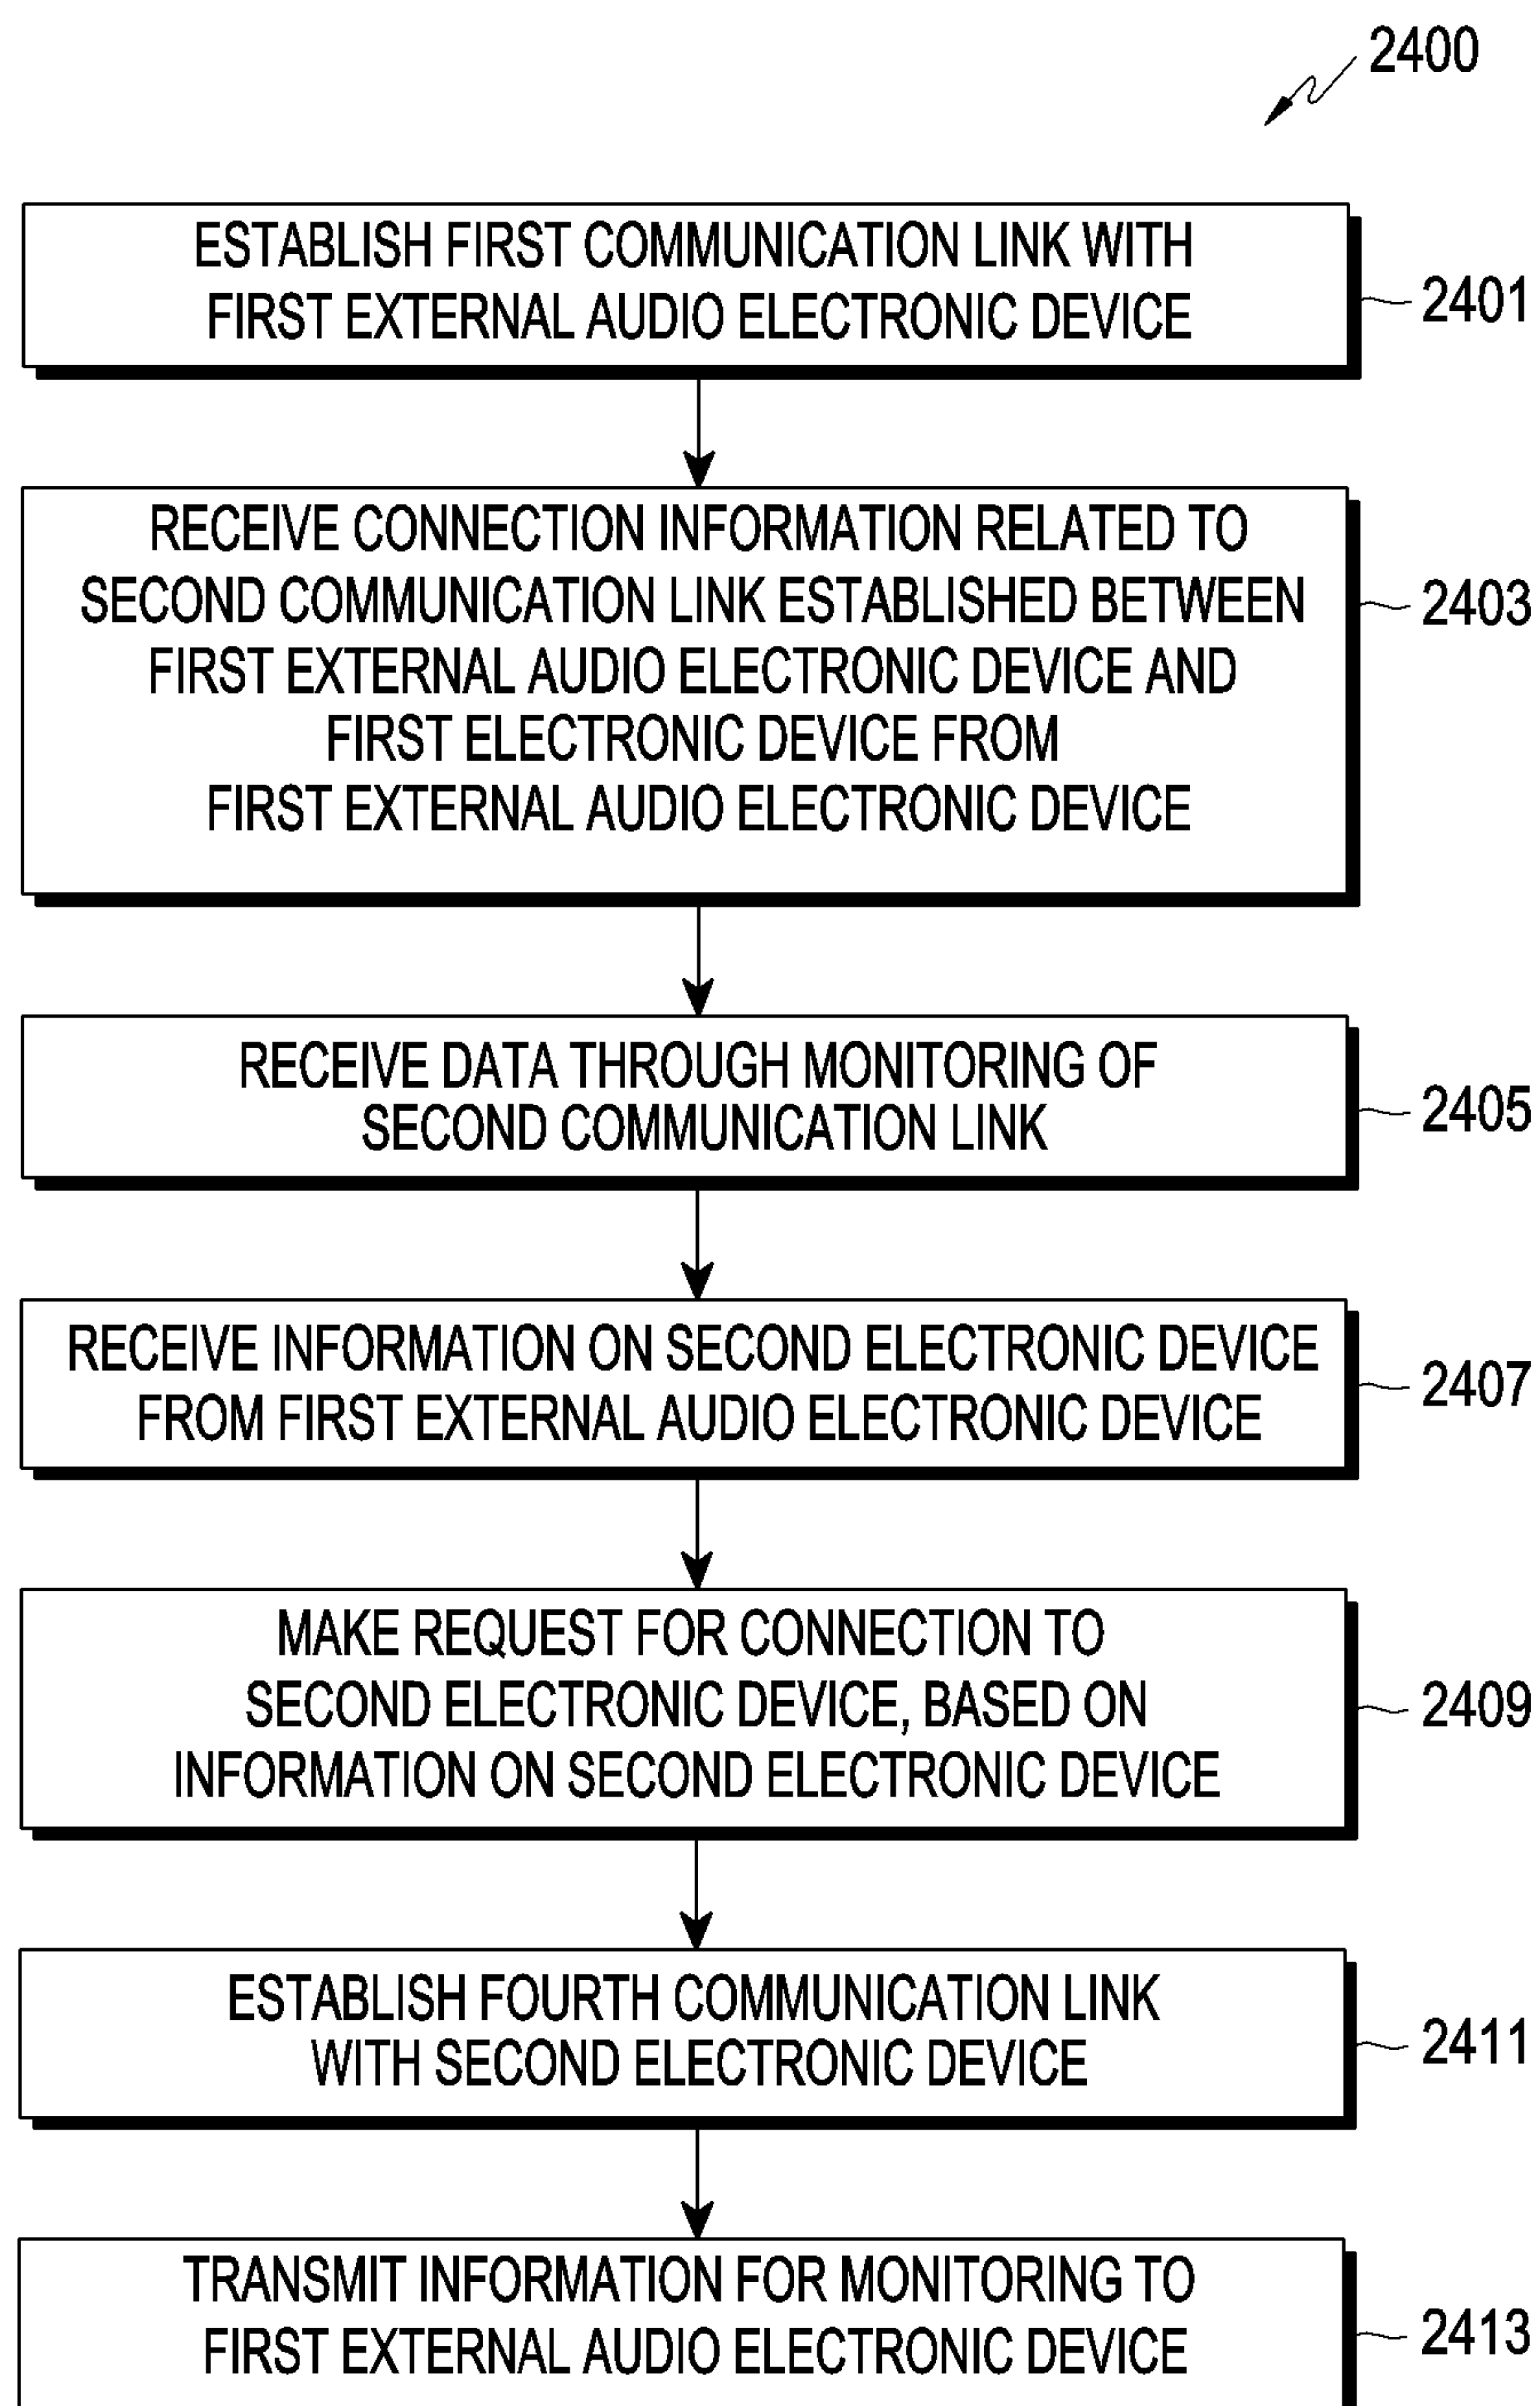 2400
ESTABLISH FIRST COMMUNICATION LINK WITH
FIRST EXTERNAL AUDIO ELECTRONIC DEVICE
2401
RECEIVE CONNECTION INFORMATION RELATED TO
SECOND COMMUNICATION LINK ESTABLISHED BETWEEN
FIRST EXTERNAL AUDIO ELECTRONIC DEVICE AND
FIRST ELECTRONIC DEVICE FROM
FIRST EXTERNAL AUDIO ELECTRONIC DEVICE
2403
RECEIVE DATA THROUGH MONITORING OF
SECOND COMMUNICATION LINK
2405
RECEIVE INFORMATION ON SECOND ELECTRONIC DEVICE
FROM FIRST EXTERNAL AUDIO ELECTRONIC DEVICE
2407
MAKE REQUEST FOR CONNECTION TO
SECOND ELECTRONIC DEVICE, BASED ON
INFORMATION ON SECOND ELECTRONIC DEVICE
2409
ESTABLISH FOURTH COMMUNICATION LINK
WITH SECOND ELECTRONIC DEVICE
2411
TRANSMIT INFORMATION FOR MONITORING TO
FIRST EXTERNAL AUDIO ELECTRONIC DEVICE
2413